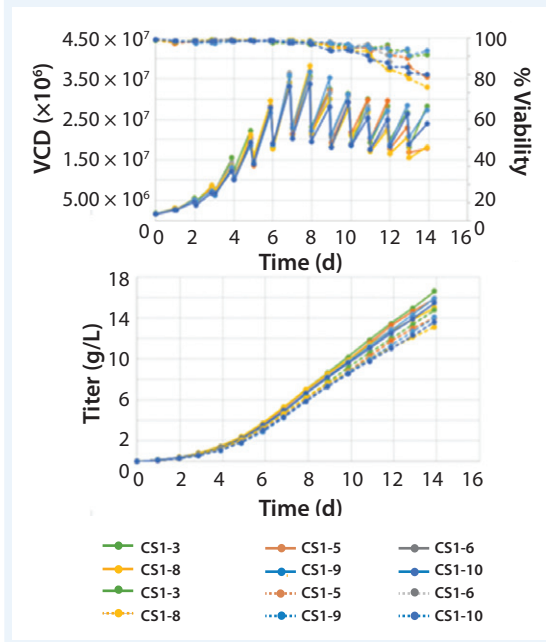 4.50 × 10⁷
3.50 × 10⁷
2.50 × 10⁷
1.50 × 10⁷
5.00 × 10⁶
0
VCD (×10⁶)
100
80
60
40
20
0
% Viability
0 2 4 6 8 10 12 14 16
Time (d)
18
14
10
6
2
0
Titer (g/L)
0 2 4 6 8 10 12 14 16
Time (d)
CS1-3 CS1-5 CS1-6
CS1-8 CS1-9 CS1-10
CS1-3 CS1-5 CS1-6
CS1-8 CS1-9 CS1-10